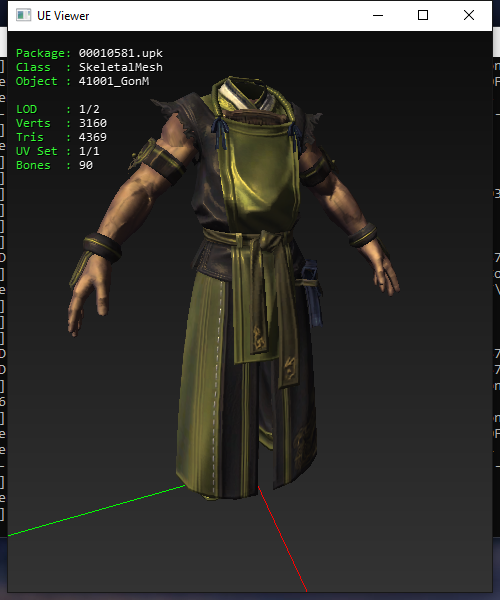 UE Viewer
Package: 00010581.upk
Class : SkeletalMesh
Object : 41001_GonM
LOD : 1/2
Verts : 3160
Tris : 4369
UV Set : 1/1
Bones : 90